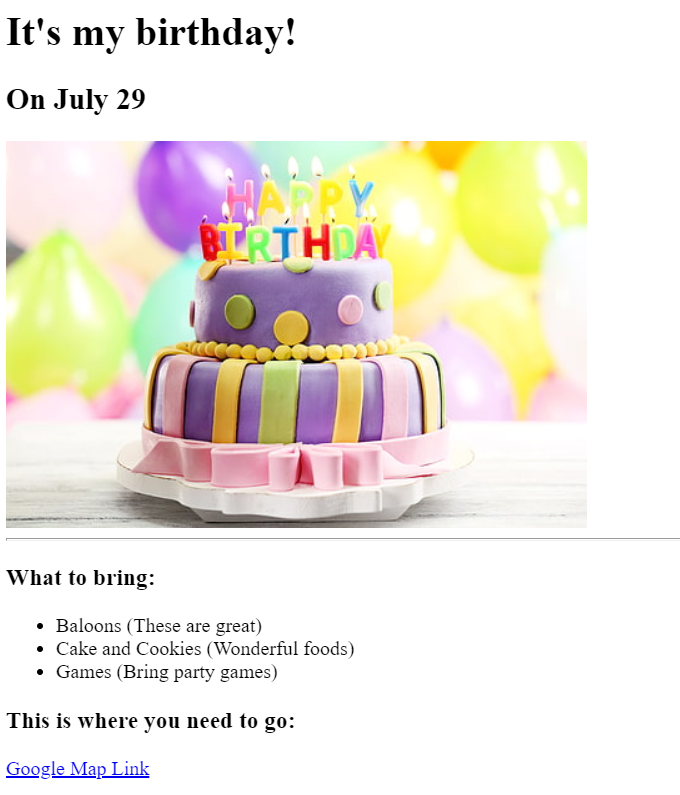 It's my birthday!
On July 29
HAPPY
BIRTHDAY
What to bring:
Baloons (These are great)
Cake and Cookies (Wonderful foods)
Games (Bring party games)
This is where you need to go:
Google Map Link